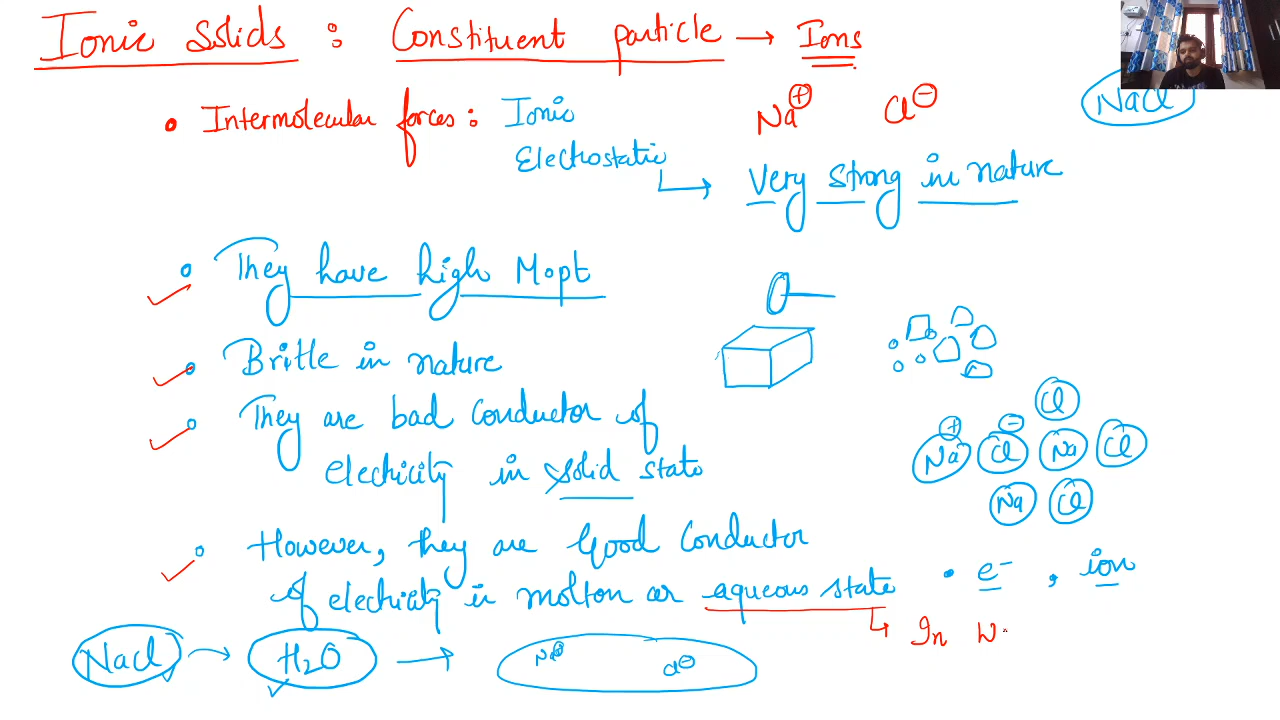 Ionic Solids : Constituent particle → Ions
• Intermolecular forces : Ionic
Electrostatic
Na⊕ Cl⊖
NaCl
Very strong in nature
They have high M.pt
Brittle in nature
They are bad conductor of
electricity in solid state
Cl
Na⊕ Cl⊖ Na Cl
Na Cl
However, they are Good conductor
of electricity in molton or aqueous state
• e⁻ , ion
In W
NaCl → H₂O → Na⊕ Cl⊖